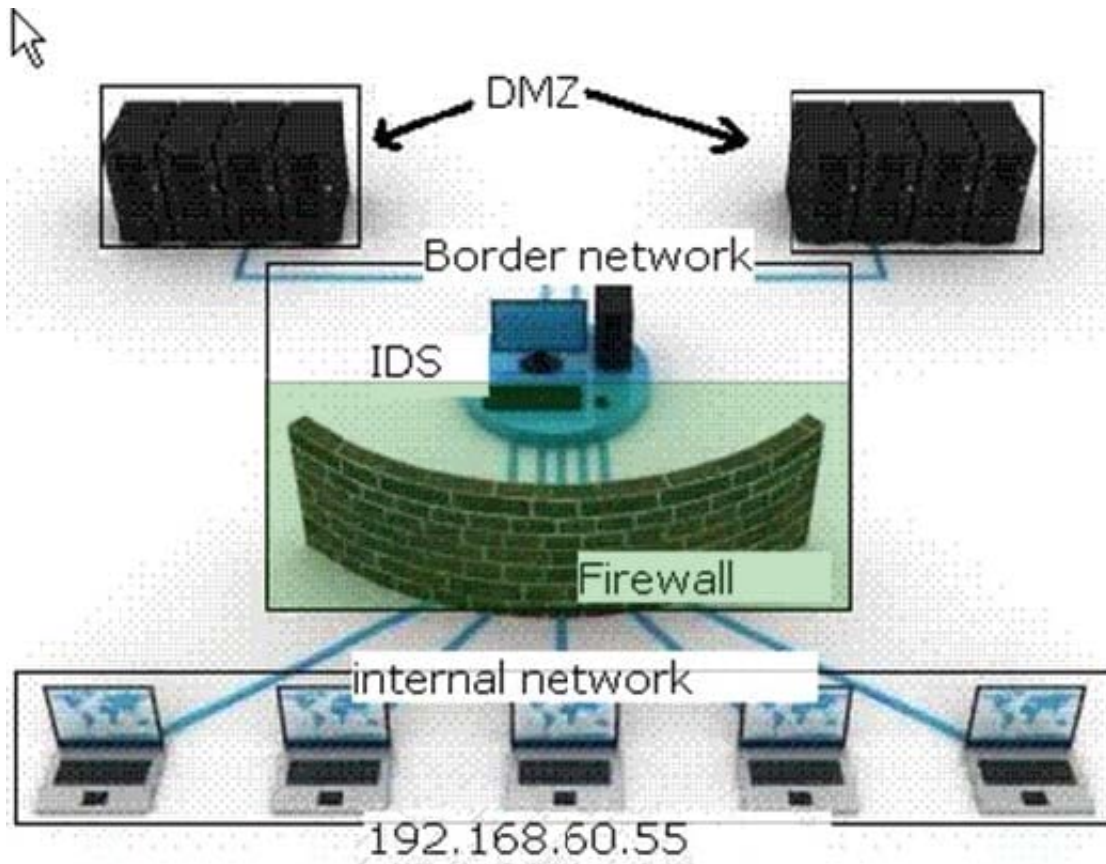 DMZ
Border network
IDS
Firewall
internal network
192.168.60.55